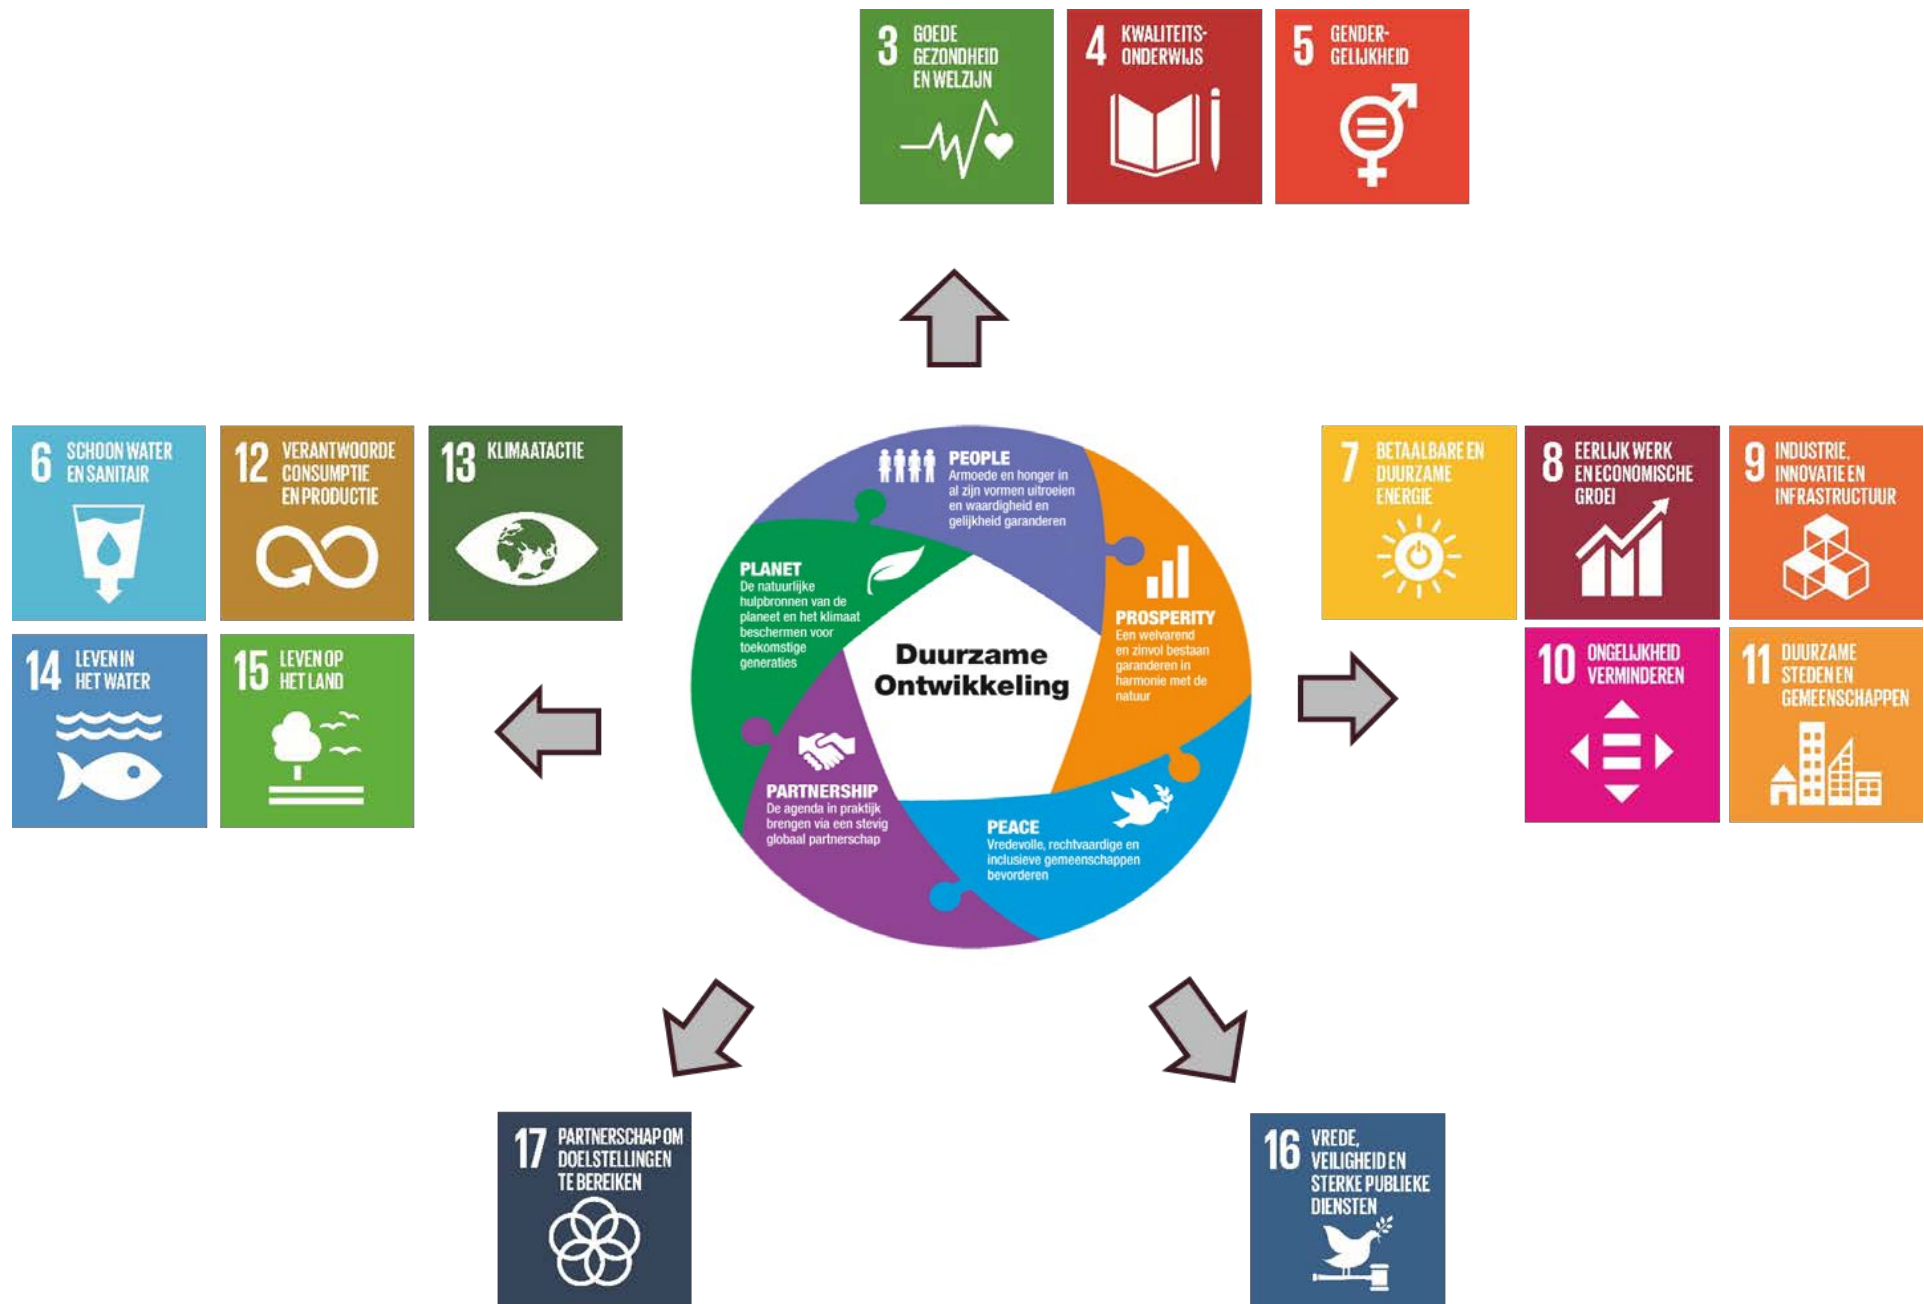 3 GOEDE
GEZONDHEID
EN WELZIJN
4 KWALITEITS-
ONDERWIJS
5 GENDER-
GELIJKHEID
6 SCHOON WATER
EN SANITAIR
12 VERANTWOORDE
CONSUMPTIE
EN PRODUCTIE
13 KLIMAATACTIE
14 LEVEN IN
HET WATER
15 LEVEN OP
HET LAND
PEOPLE
Armoede en honger in
al zijn vormen uitroeien
en waardigheid en
gelijkheid garanderen
PLANET
De natuurlijke
hulpbronnen van de
planeet en het klimaat
beschermen voor
toekomstige
generaties
PROSPERITY
Een welvarend
en zinvol bestaan
garanderen in
harmonie met de
natuur
Duurzame
Ontwikkeling
PARTNERSHIP
De agenda in praktijk
brengen via een stevig
globaal partnerschap
PEACE
Vredevolle, rechtvaardige en
inclusieve gemeenschappen
bevorderen
7 BETAALBARE EN
DUURZAME
ENERGIE
8 EERLIJK WERK
EN ECONOMISCHE
GROEI
9 INDUSTRIE,
INNOVATIE EN
INFRASTRUCTUUR
10 ONGELIJKHEID
VERMINDEREN
11 DUURZAME
STEDEN EN
GEMEENSCHAPPEN
17 PARTNERSCHAP OM
DOELSTELLINGEN
TE BEREIKEN
16 VREDE,
VEILIGHEID EN
STERKE PUBLIEKE
DIENSTEN